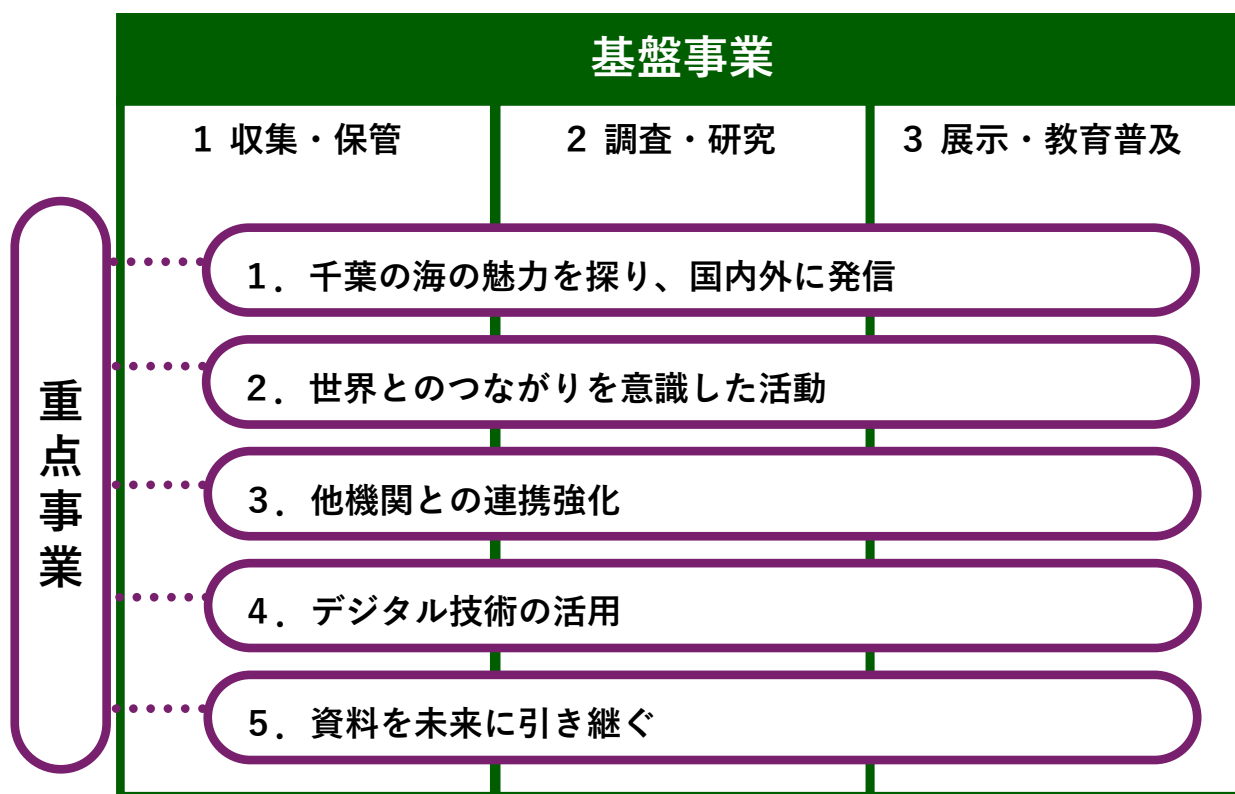 基盤事業
1 収集・保管
2 調査・研究
3 展示・教育普及
重点事業
1．千葉の海の魅力を探り、国内外に発信
2．世界とのつながりを意識した活動
3．他機関との連携強化
4．デジタル技術の活用
5．資料を未来に引き継ぐ